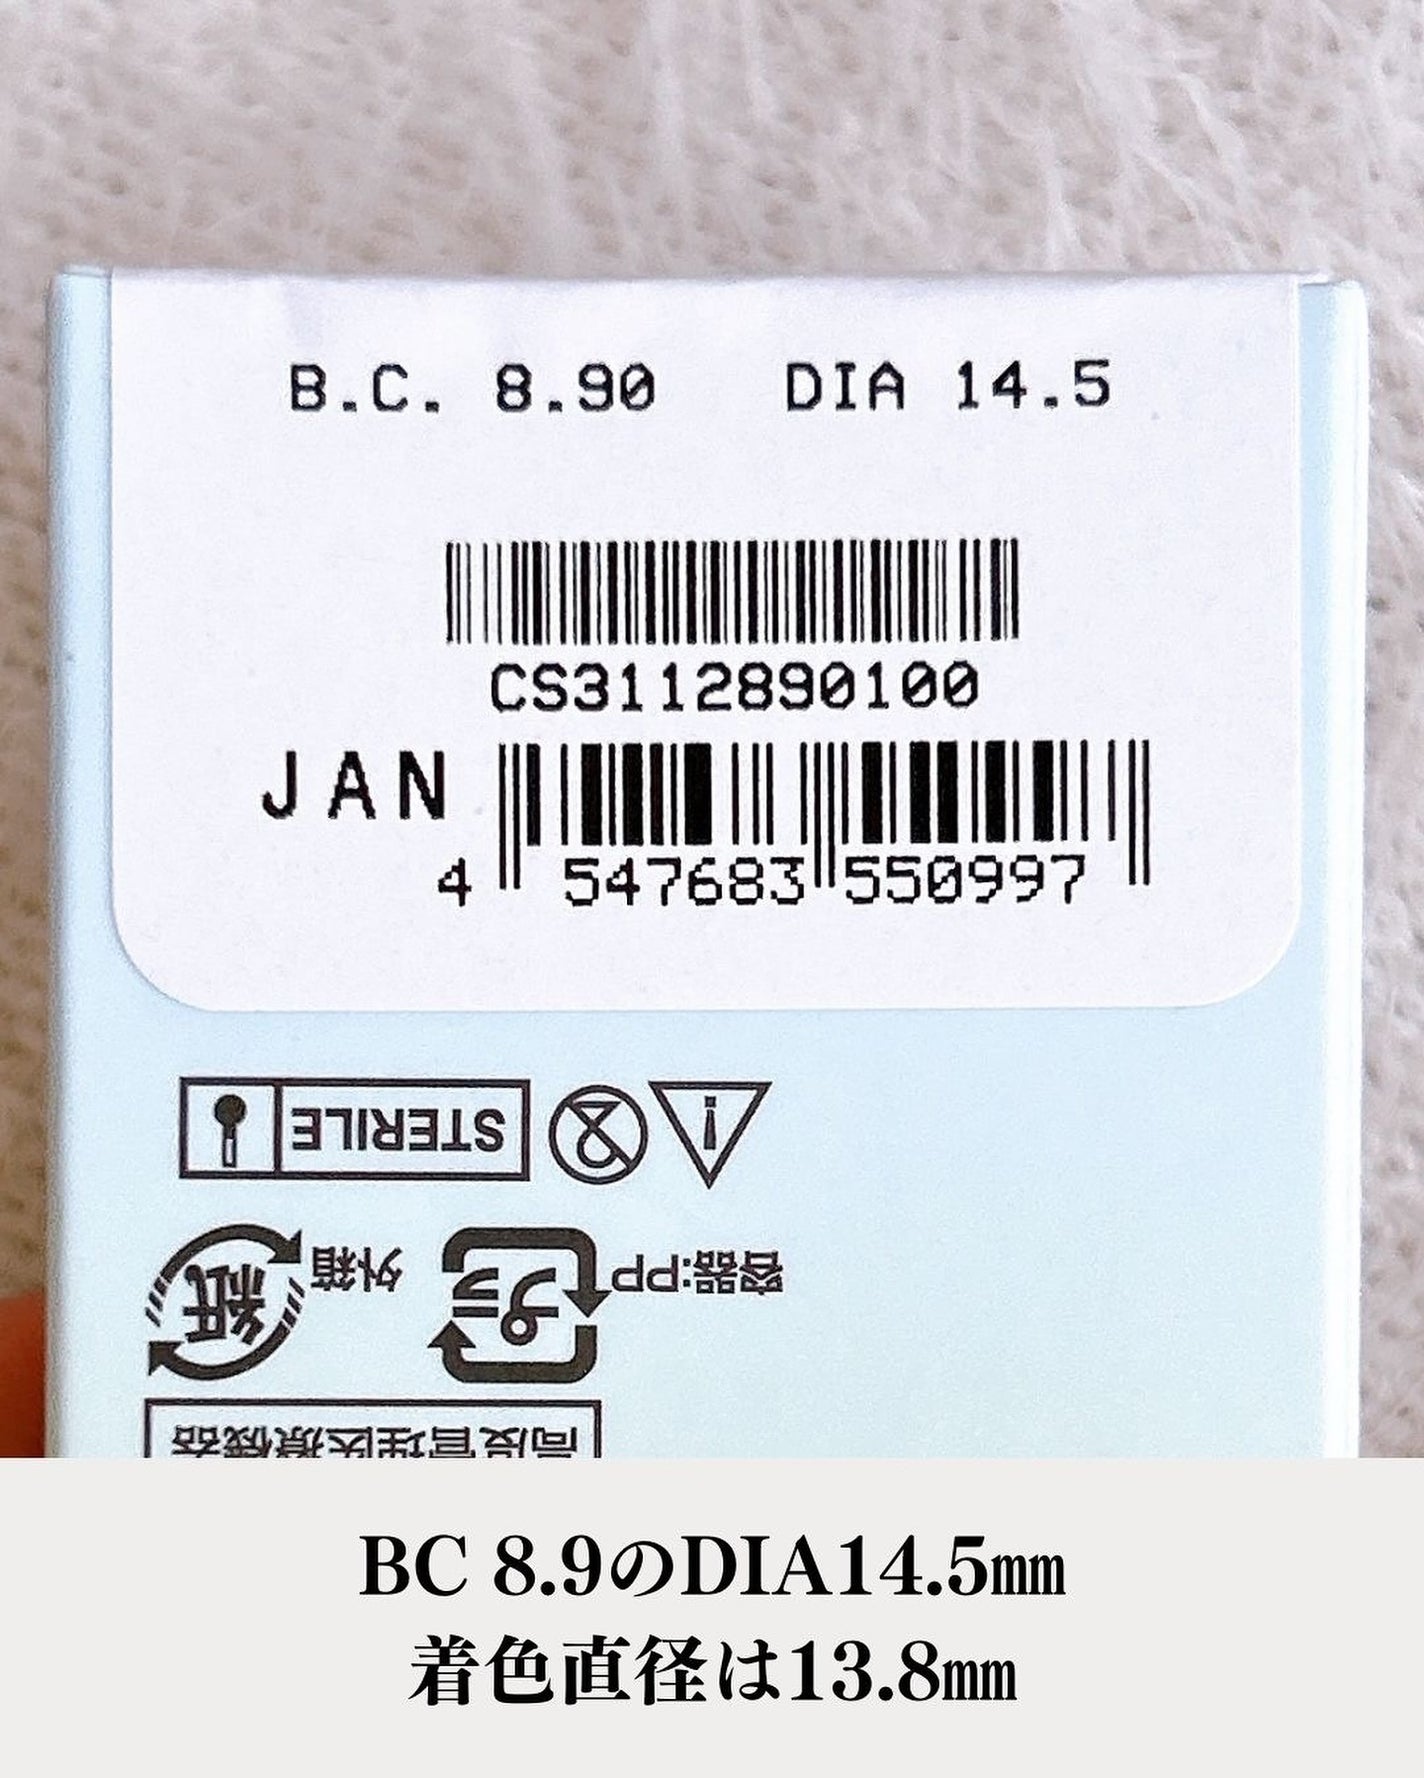 B.C. 8.90 DIA 14.5
CS3112890100
JAN
4 547683 550997
STERILE
外箱 容器:PP
紙 プラ
高度管理医療機器
BC 8.9のDIA14.5㎜
着色直径は13.8㎜